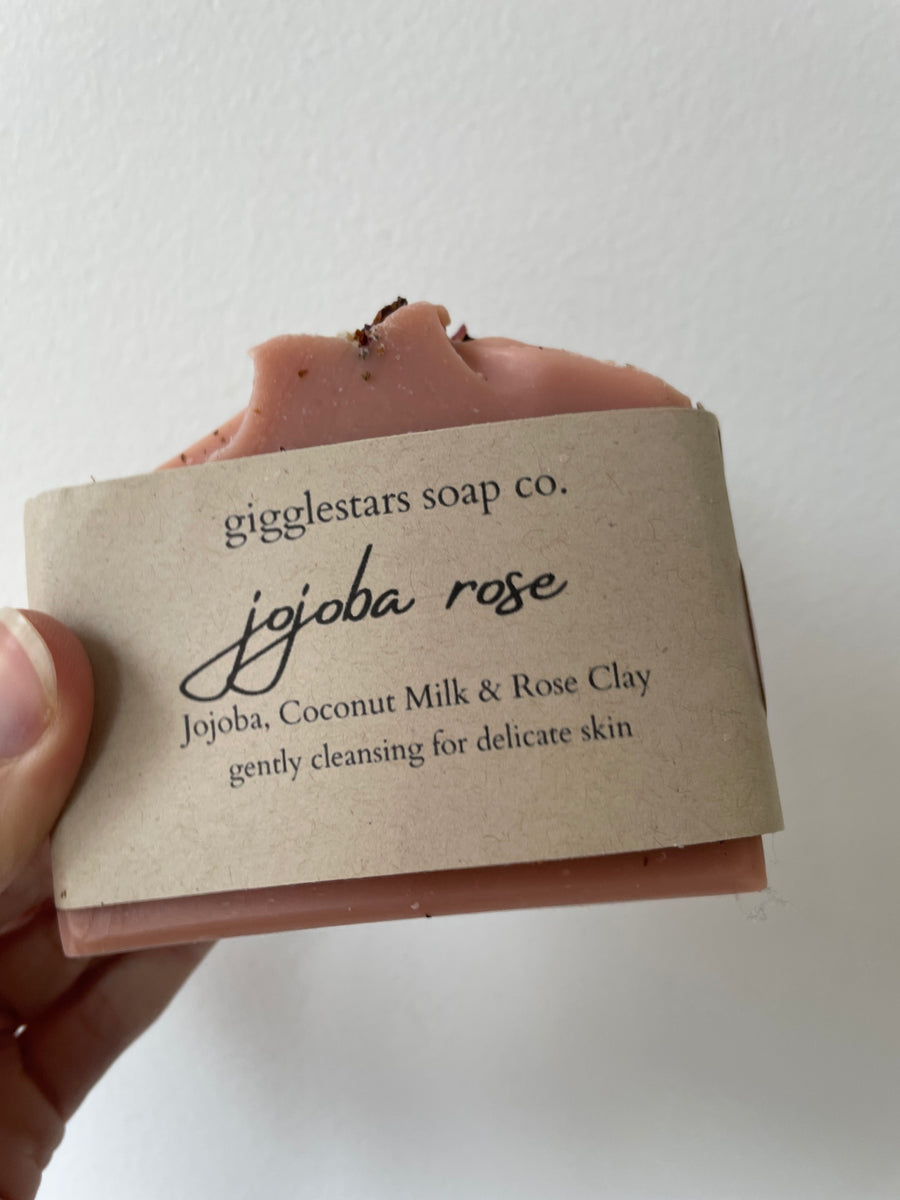 gigglestars soap co.
jojoba rose
Jojoba, Coconut Milk & Rose Clay
gently cleansing for delicate skin